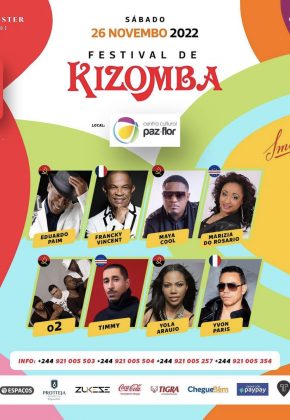 STER
SÁBADO
26 NOVEMBO 2022
FESTIVAL DE
KIZOMBA
LOCAL:
centro cultural
paz flor
EDUARDO
PAIM
FRANCKY
VINCENT
MAYA
COOL
MARIZIA
DO ROSARIO
o2
TIMMY
YOLA
ARAUJO
YVON
PARIS
INFO: +244 921 005 503 | +244 921 005 504 | +244 921 005 257 | +244 921 005 354
ESPAÇOS
PROTTEJA
ZUKESE
Coca-Cola
TIGRA
ChegueBem
paypay